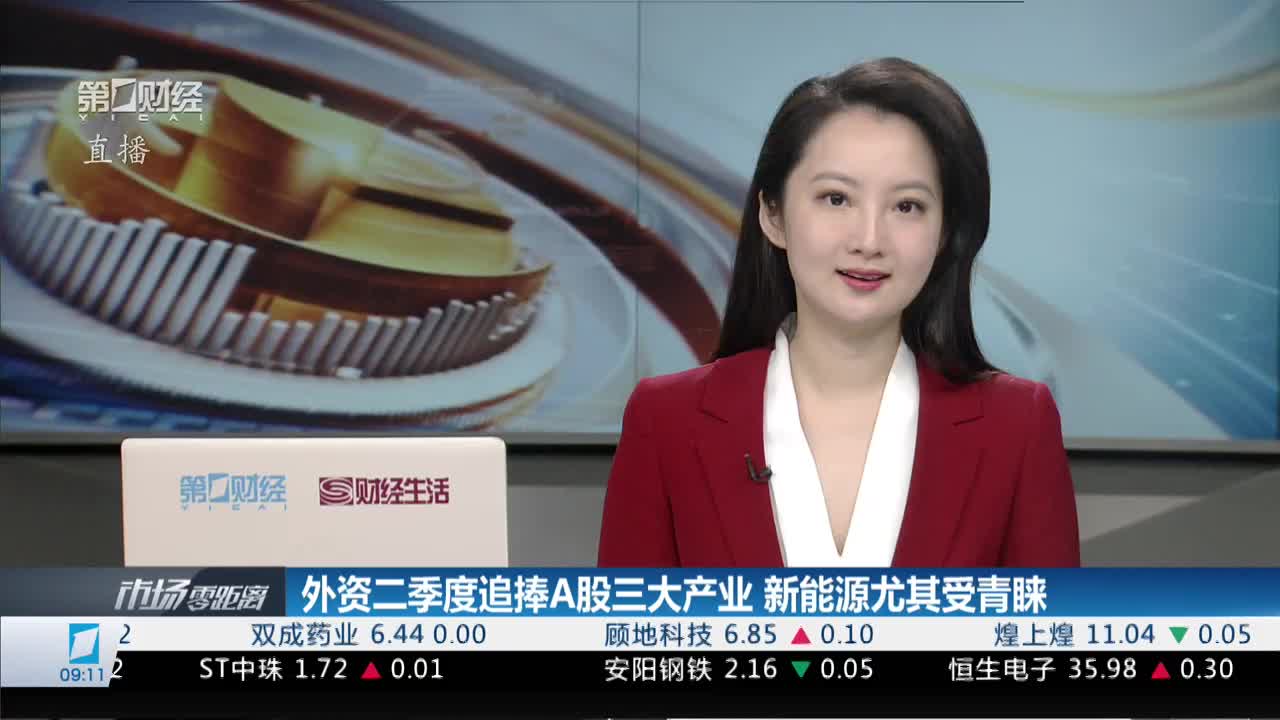 第一财经
YICAI
直播
第一财经 财经生活
YICAI
市场零距离 外资二季度追捧A股三大产业 新能源尤其受青睐
2 双成药业 6.44 0.00 顾地科技 6.85 ▲ 0.10 煌上煌 11.04 ▼ 0.05
09:11 2 ST中珠 1.72 ▲ 0.01 安阳钢铁 2.16 ▼ 0.05 恒生电子 35.98 ▲ 0.30